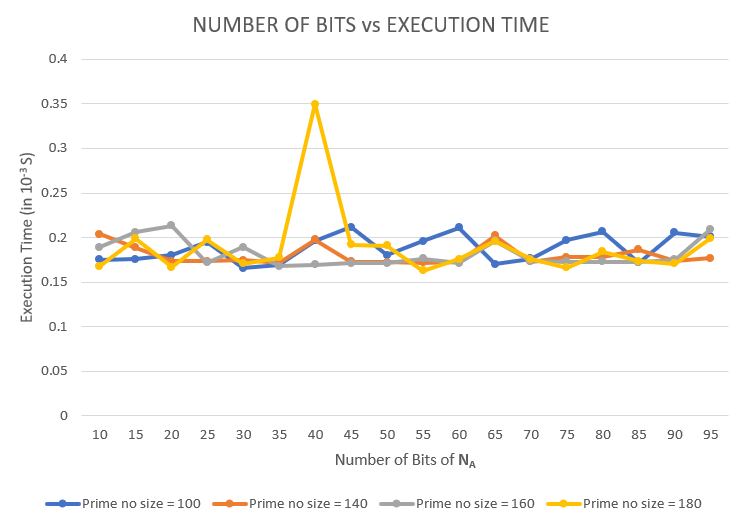 NUMBER OF BITS vs EXECUTION TIME
Execution Time (in 10⁻³ S)
0.4
0.35
0.3
0.25
0.2
0.15
0.1
0.05
0
10 15 20 25 30 35 40 45 50 55 60 65 70 75 80 85 90 95
Number of Bits of N_A
Prime no size = 100 Prime no size = 140 Prime no size = 160 Prime no size = 180